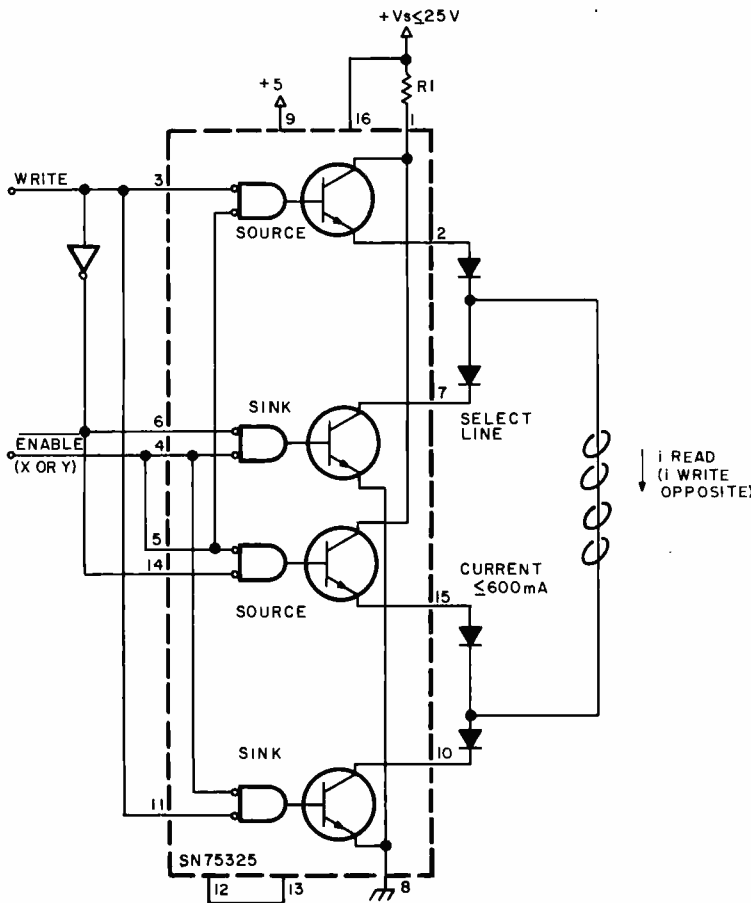 +Vs≤25V
R1
+5
9
16
1
WRITE
3
SOURCE
2
7
SINK
SELECT
LINE
6
ENABLE
4
(X OR Y)
i READ
(i WRITE
OPPOSITE)
5
14
CURRENT
≤600mA
15
SOURCE
SINK
10
11
SN75325
12
13
8